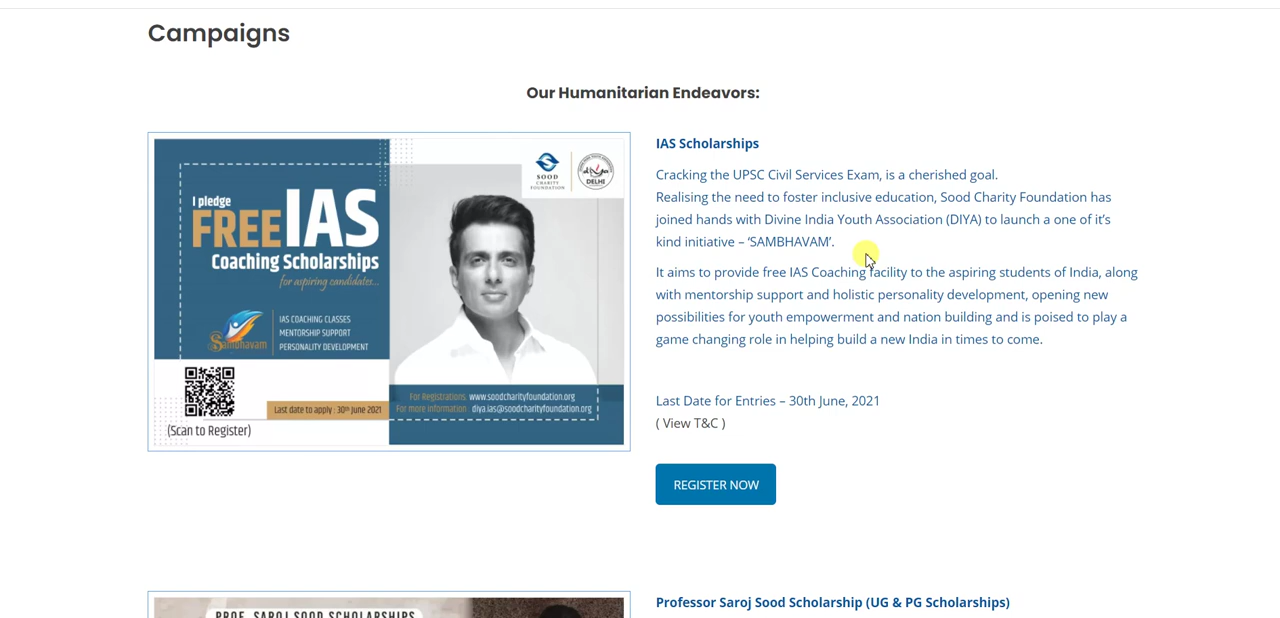 Campaigns
Our Humanitarian Endeavors:
I pledge
FREE IAS
Coaching Scholarships
for aspiring candidates...
Sambhavam
IAS COACHING CLASSES
MENTORSHIP SUPPORT
PERSONALITY DEVELOPMENT
SOOD
CHARITY
FOUNDATION
diya
DELHI
Last date to apply : 30th June 2021
(Scan to Register)
For Registrations: www.soodcharityfoundation.org
For more information: diya.ias@soodcharityfoundation.org
IAS Scholarships
Cracking the UPSC Civil Services Exam, is a cherished goal.
Realising the need to foster inclusive education, Sood Charity Foundation has
joined hands with Divine India Youth Association (DIYA) to launch a one of it’s
kind initiative – ‘SAMBHAVAM’.
It aims to provide free IAS Coaching facility to the aspiring students of India, along
with mentorship support and holistic personality development, opening new
possibilities for youth empowerment and nation building and is poised to play a
game changing role in helping build a new India in times to come.
Last Date for Entries – 30th June, 2021
( View T&C )
REGISTER NOW
PROF. SAROJ SOOD SCHOLARSHIPS
Professor Saroj Sood Scholarship (UG & PG Scholarships)